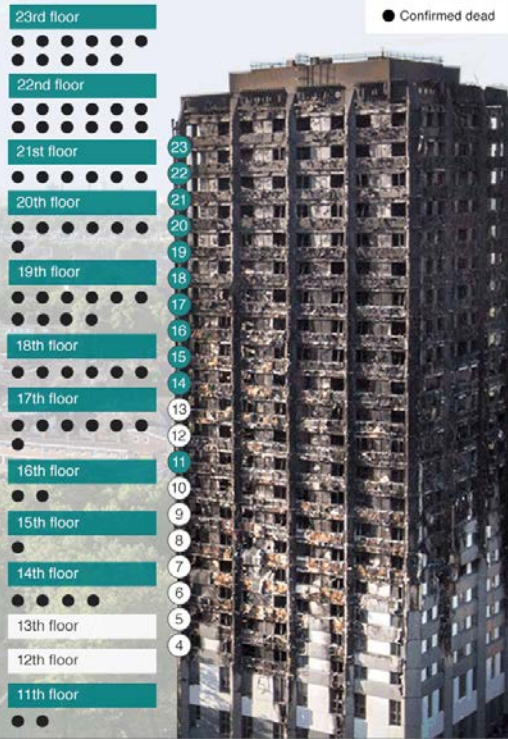 Confirmed dead
23rd floor
22nd floor
21st floor
20th floor
19th floor
18th floor
17th floor
16th floor
15th floor
14th floor
13th floor
12th floor
11th floor
23
22
21
20
19
18
17
16
15
14
13
12
11
10
9
8
7
6
5
4